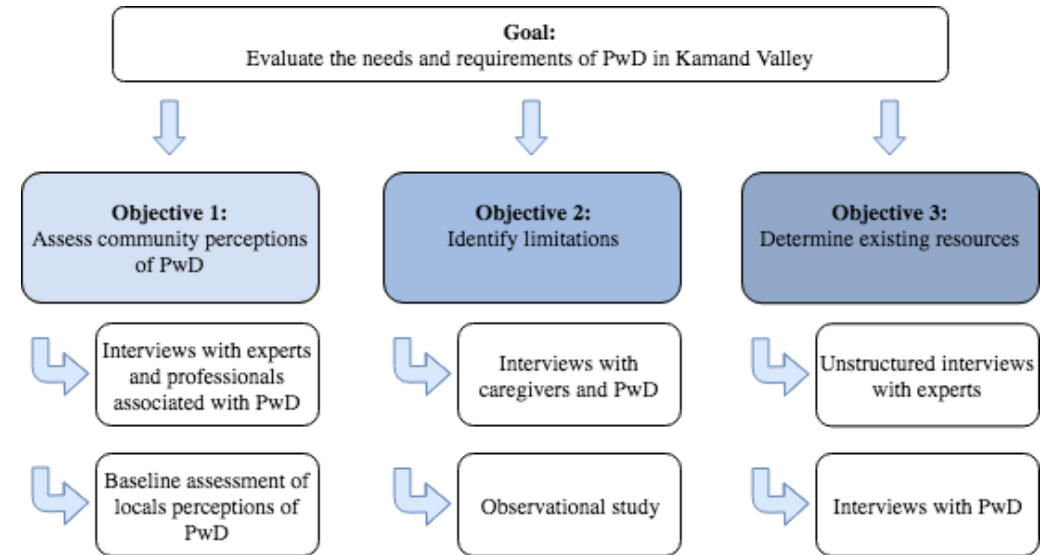 Goal:
Evaluate the needs and requirements of PwD in Kamand Valley
Objective 1:
Assess community perceptions
of PwD
Objective 2:
Identify limitations
Objective 3:
Determine existing resources
Interviews with experts
and professionals
associated with PwD
Interviews with
caregivers and PwD
Unstructured interviews
with experts
Baseline assessment of
locals perceptions of
PwD
Observational study
Interviews with PwD